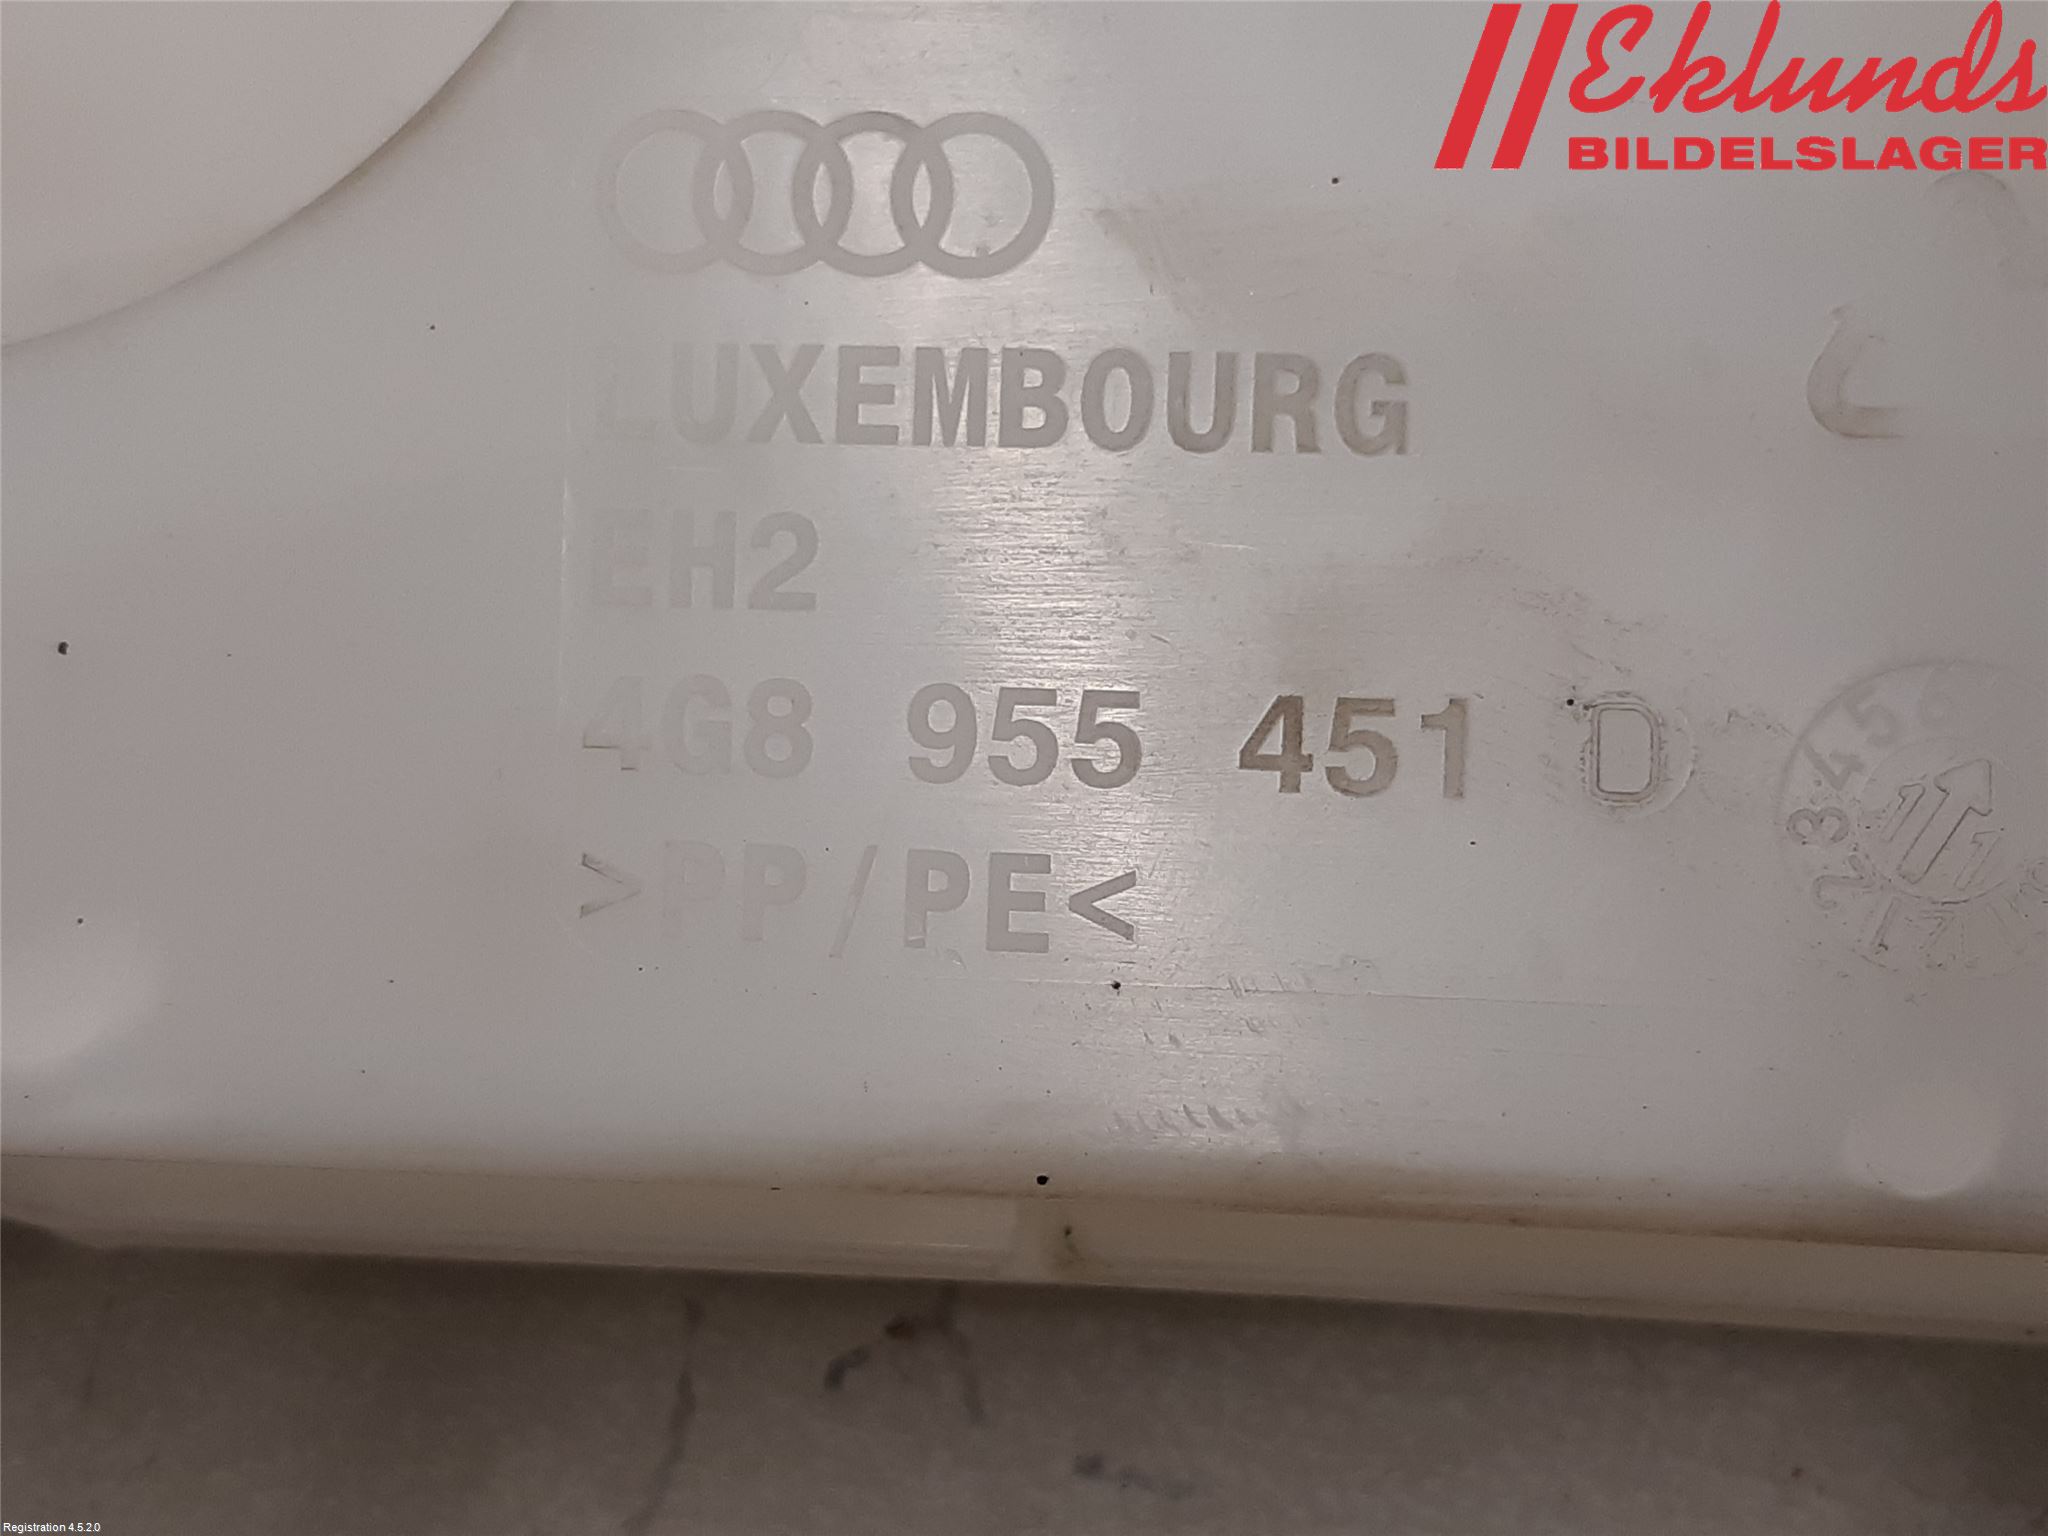 Eklunds
BILDELSLAGER
LUXEMBOURG
EH2
4G8 955 451 D
>PP/PE<
Registration 4.5.2.0